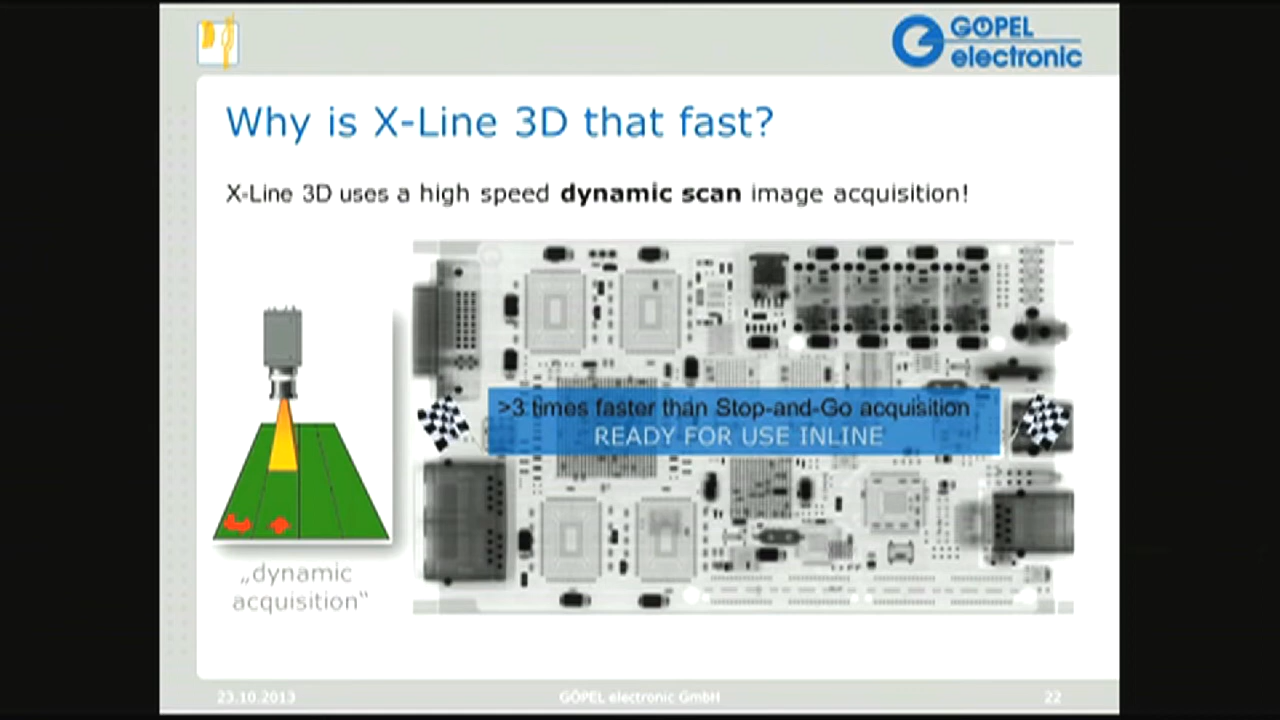 GÖPEL
electronic
Why is X-Line 3D that fast?
X-Line 3D uses a high speed dynamic scan image acquisition!
>3 times faster than Stop-and-Go acquisition
READY FOR USE INLINE
„dynamic
acquisition“
23.10.2013
GÖPEL electronic GmbH
22